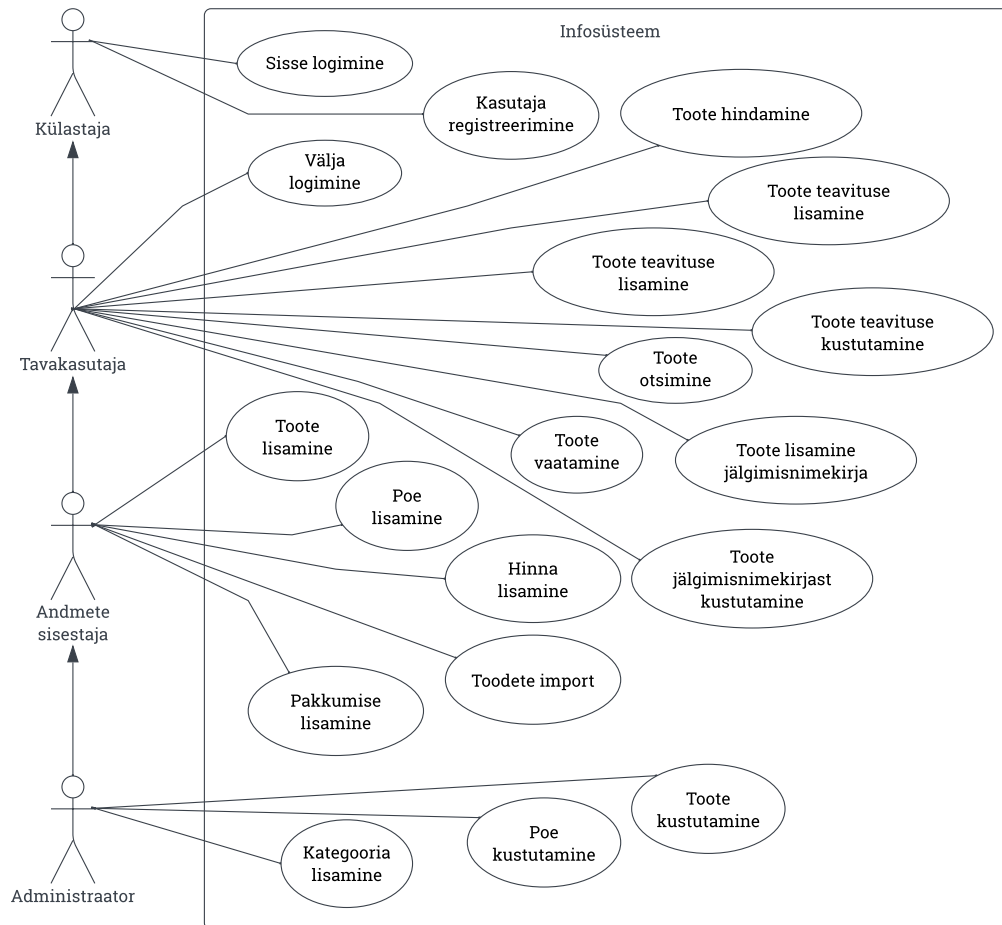 Infosüsteem
Sisse logimine
Kasutaja
registreerimine
Toote hindamine
Külastaja
Välja
logimine
Toote teavituse
lisamine
Toote teavituse
lisamine
Toote teavituse
kustutamine
Tavakasutaja
Toote
otsimine
Toote
lisamine
Toote
vaatamine
Toote lisamine
jälgimisnimekirja
Poe
lisamine
Hinna
lisamine
Toote
jälgimisnimekirjast
kustutamine
Andmete
sisestaja
Toodete import
Pakkumise
lisamine
Toote
kustutamine
Poe
kustutamine
Kategooria
lisamine
Administraator